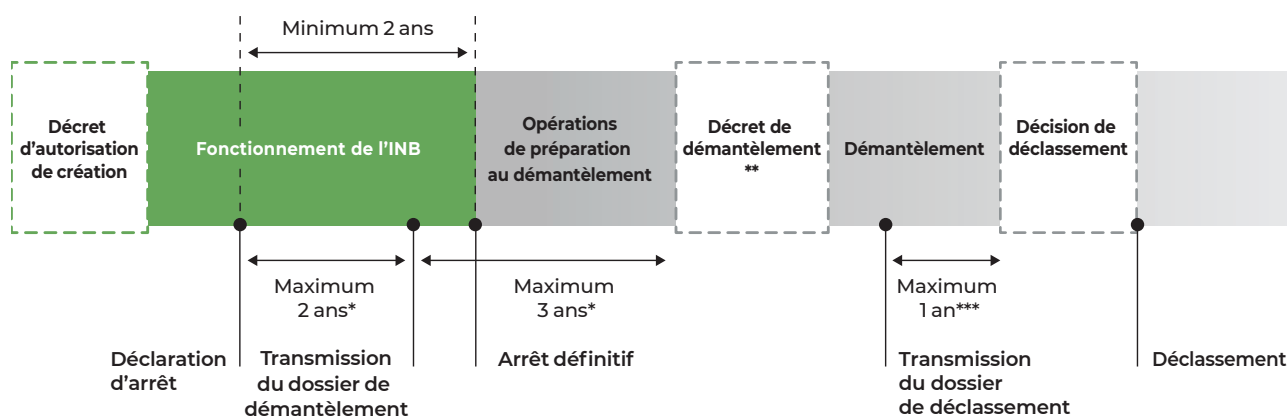 Minimum 2 ans
Décret
d'autorisation
de création
Fonctionnement de l'INB
Opérations
de préparation
au démantèlement
Décret de
démantèlement
**
Démantèlement
Décision de
déclassement
Maximum
2 ans*
Maximum
3 ans*
Maximum
1 an***
Déclaration
d'arrêt
Transmission
du dossier de
démantèlement
Arrêt définitif
Transmission
du dossier
de déclassement
Déclassement